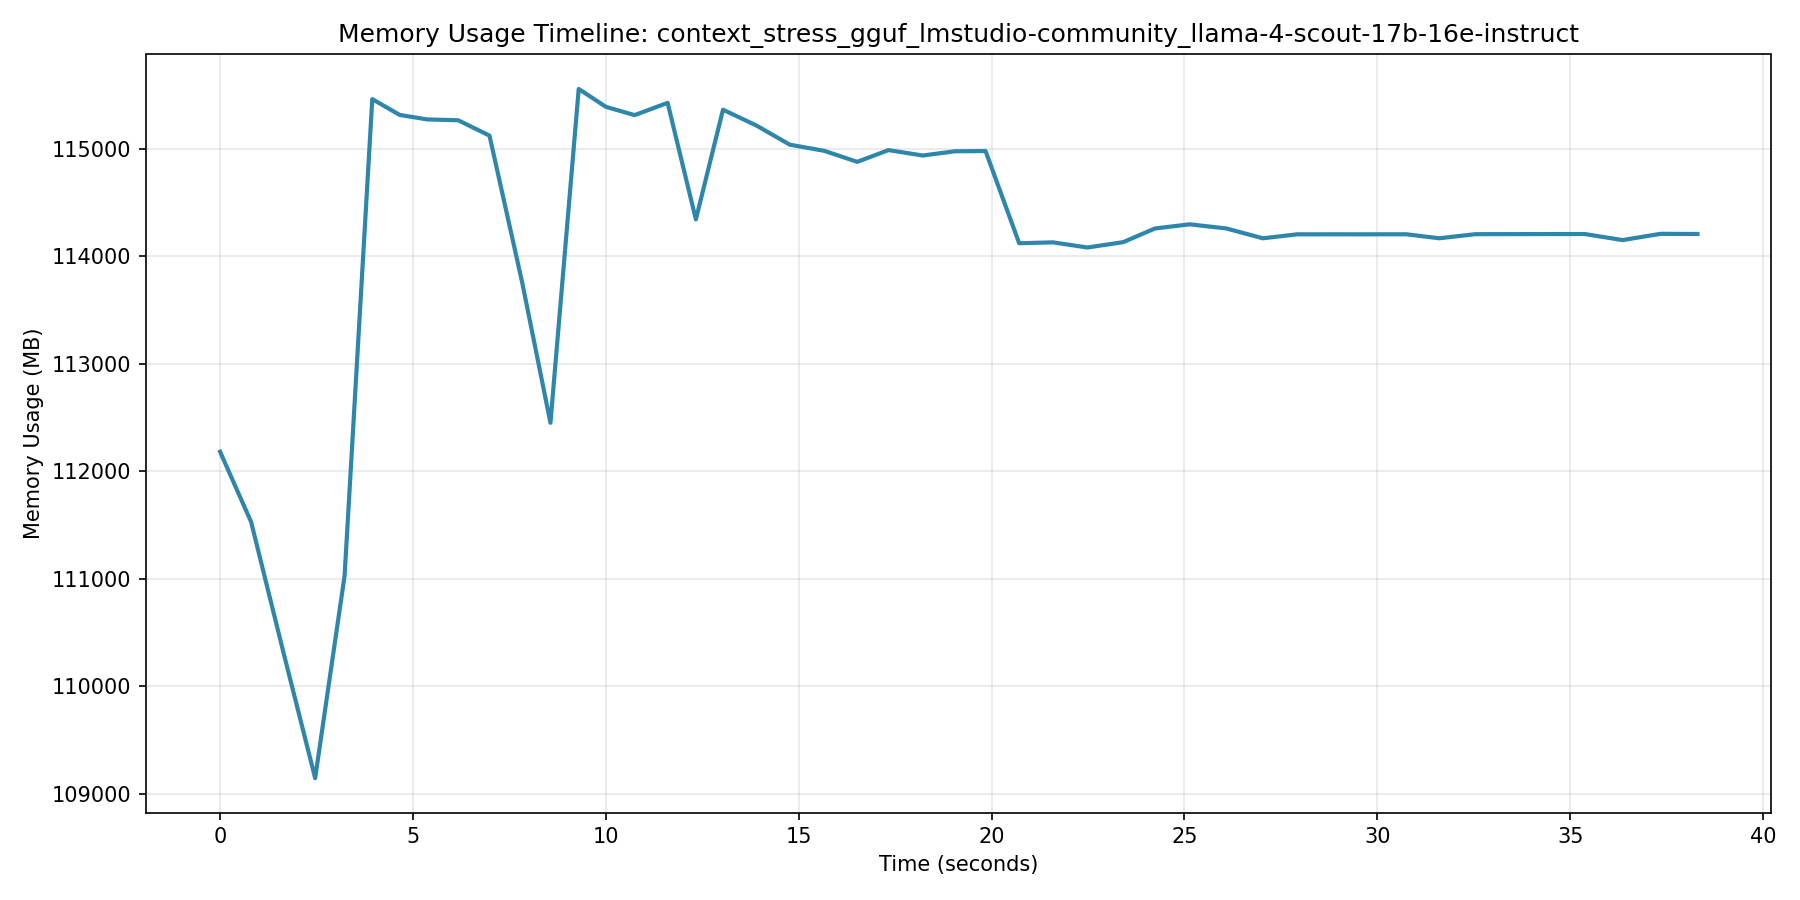 Memory Usage Timeline: context_stress_gguf_lmstudio-community_llama-4-scout-17b-16e-instruct
Memory Usage (MB)
115000
114000
113000
112000
111000
110000
109000
0 5 10 15 20 25 30 35 40
Time (seconds)